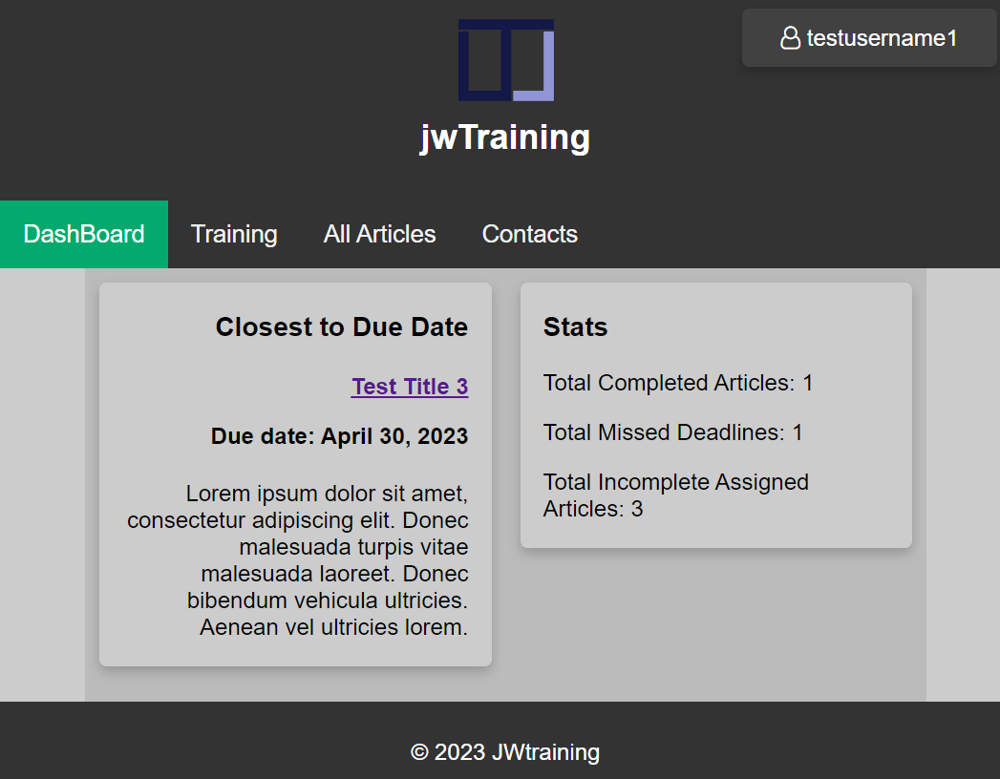 testusername1
jwTraining
DashBoard Training All Articles Contacts
Closest to Due Date
Test Title 3
Due date: April 30, 2023
Lorem ipsum dolor sit amet,
consectetur adipiscing elit. Donec
malesuada turpis vitae
malesuada laoreet. Donec
bibendum vehicula ultricies.
Aenean vel ultricies lorem.
Stats
Total Completed Articles: 1
Total Missed Deadlines: 1
Total Incomplete Assigned
Articles: 3
© 2023 JWtraining